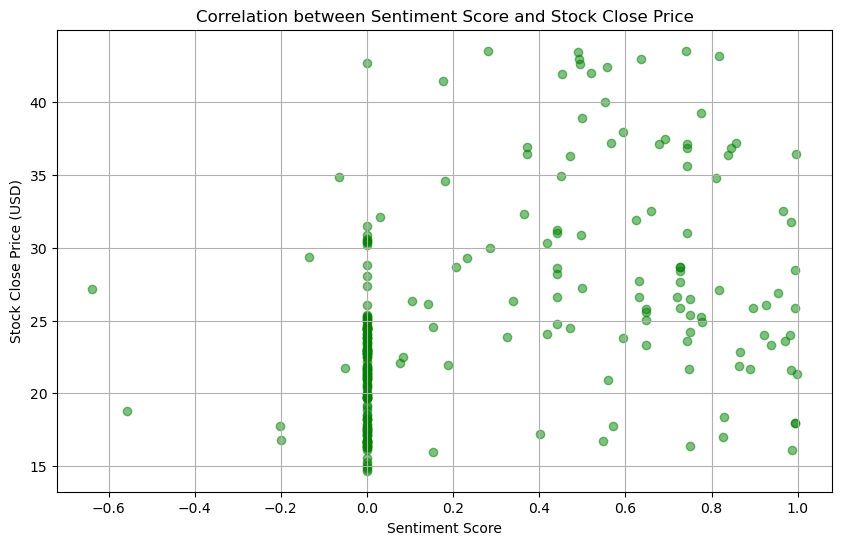 Correlation between Sentiment Score and Stock Close Price
Stock Close Price (USD)
40
35
30
25
20
15
−0.6 −0.4 −0.2 0.0 0.2 0.4 0.6 0.8 1.0
Sentiment Score